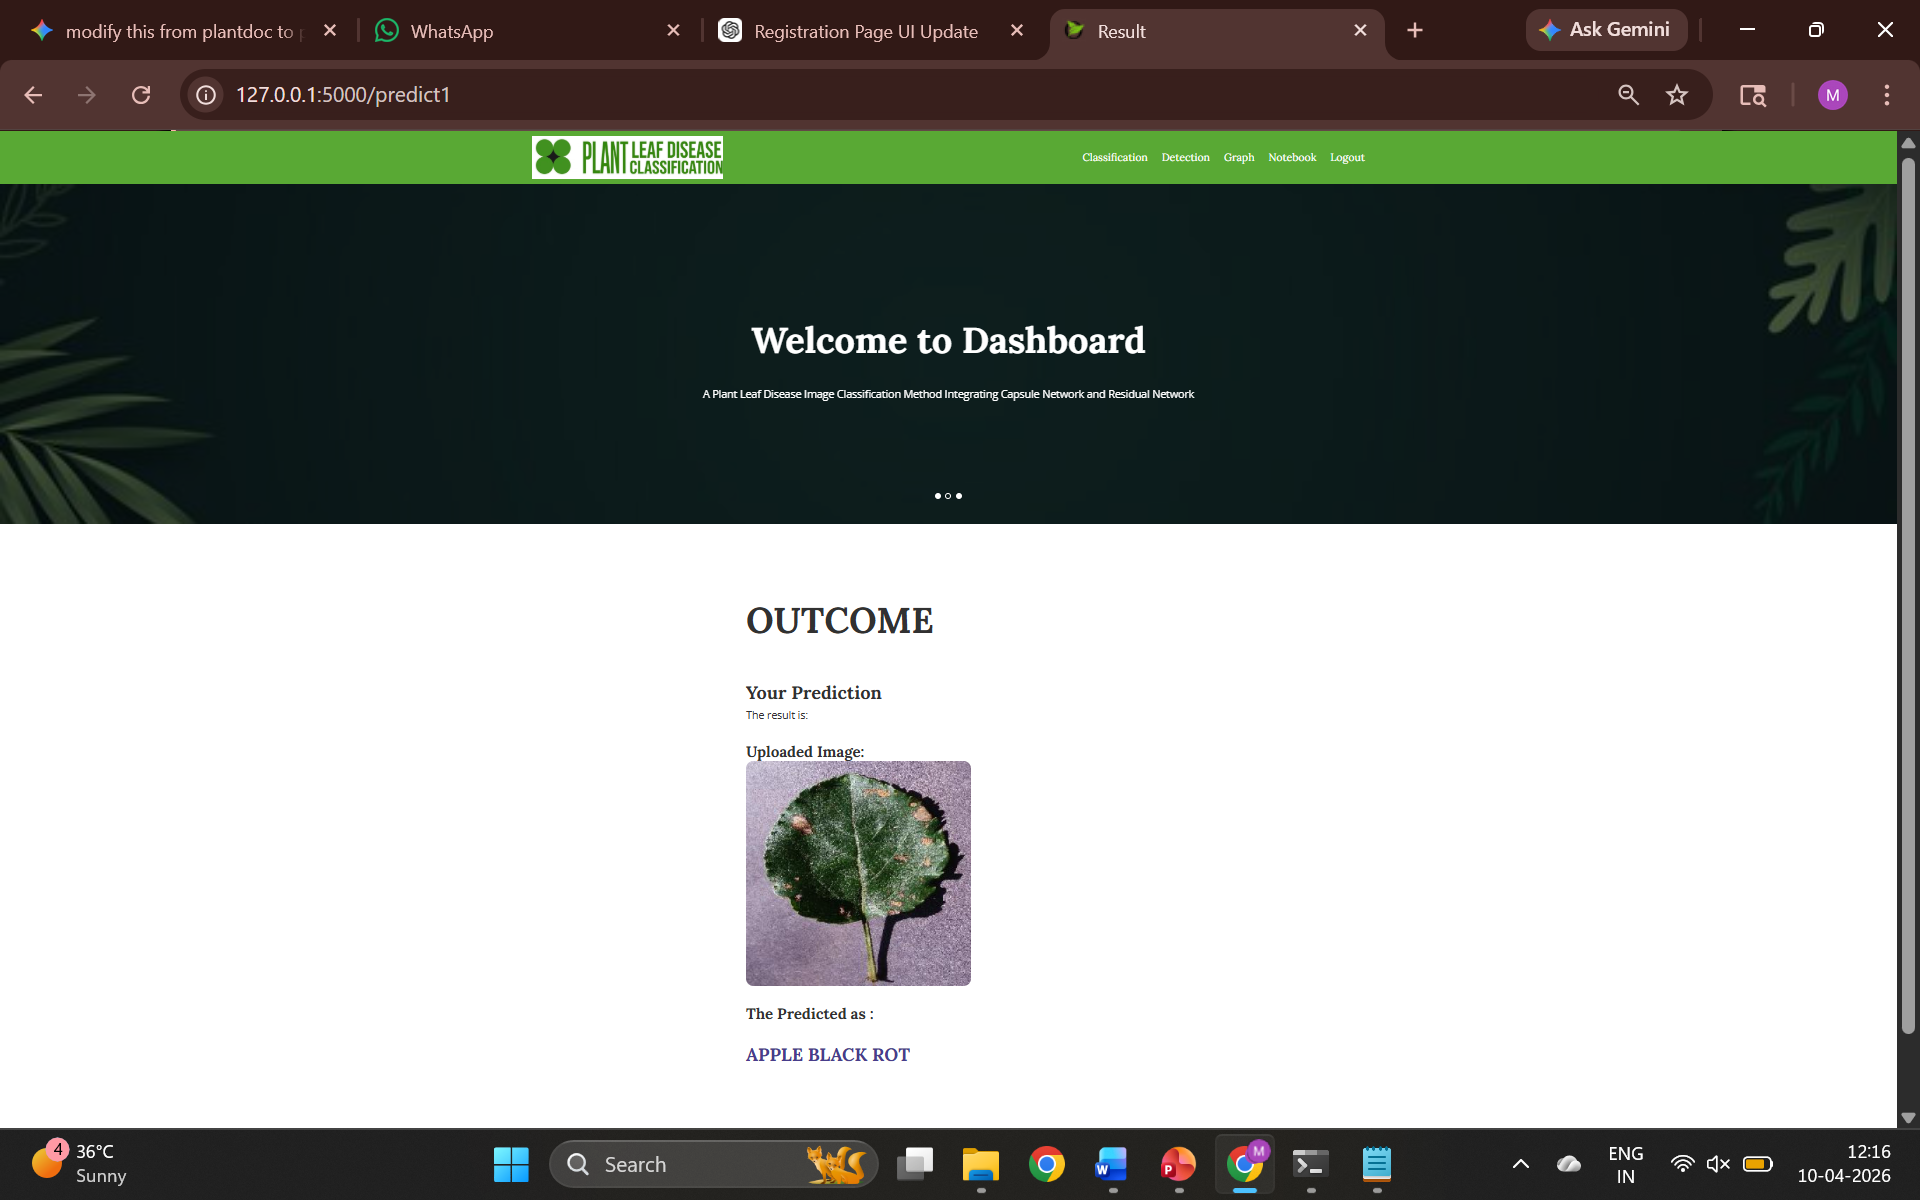 modify this from plantdoc to
WhatsApp
Registration Page UI Update
Result
Ask Gemini
127.0.0.1:5000/predict1
M
PLANT LEAF DISEASE
CLASSIFICATION
Classification Detection Graph Notebook Logout
Welcome to Dashboard
A Plant Leaf Disease Image Classification Method Integrating Capsule Network and Residual Network
OUTCOME
Your Prediction
The result is:
Uploaded Image:
The Predicted as :
APPLE BLACK ROT
4
36°C
Sunny
Search
W
P
M
ENG
IN
12:16
10-04-2026